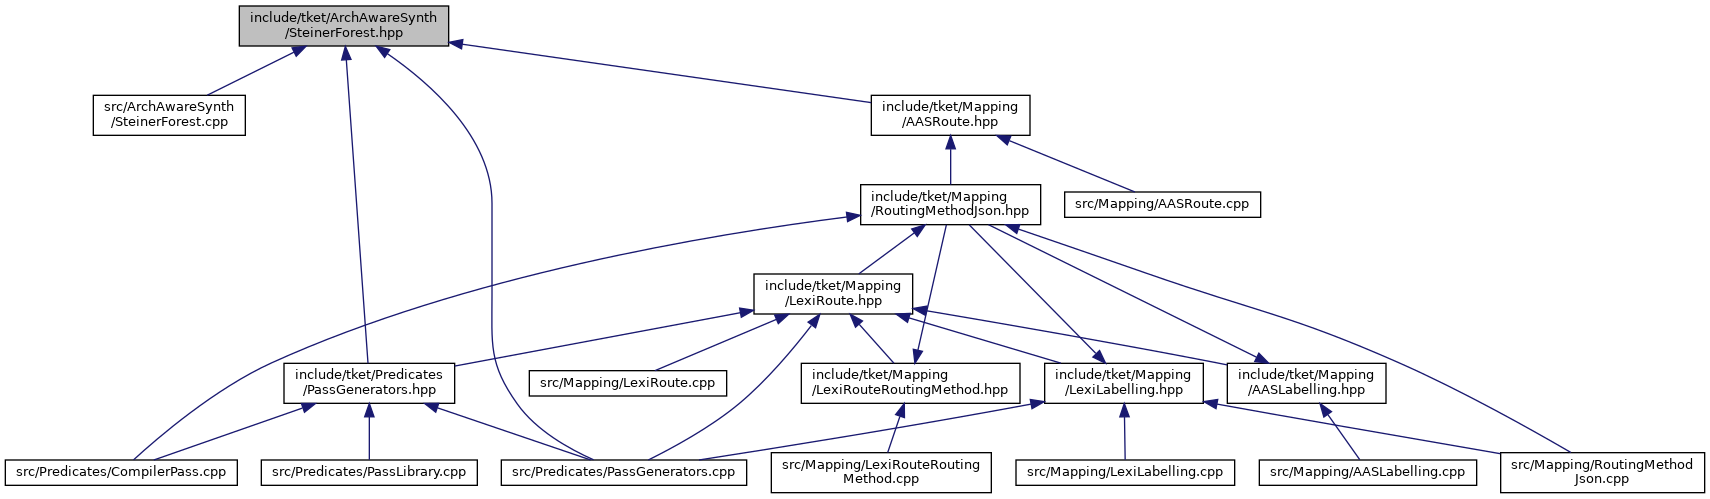 include/tket/ArchAwareSynth
/SteinerForest.hpp
src/ArchAwareSynth
/SteinerForest.cpp
include/tket/Mapping
/AASRoute.hpp
include/tket/Mapping
/RoutingMethodJson.hpp
src/Mapping/AASRoute.cpp
include/tket/Mapping
/LexiRoute.hpp
include/tket/Predicates
/PassGenerators.hpp
src/Mapping/LexiRoute.cpp
include/tket/Mapping
/LexiRouteRoutingMethod.hpp
include/tket/Mapping
/LexiLabelling.hpp
include/tket/Mapping
/AASLabelling.hpp
src/Predicates/CompilerPass.cpp
src/Predicates/PassLibrary.cpp
src/Predicates/PassGenerators.cpp
src/Mapping/LexiRouteRouting
Method.cpp
src/Mapping/LexiLabelling.cpp
src/Mapping/AASLabelling.cpp
src/Mapping/RoutingMethod
Json.cpp